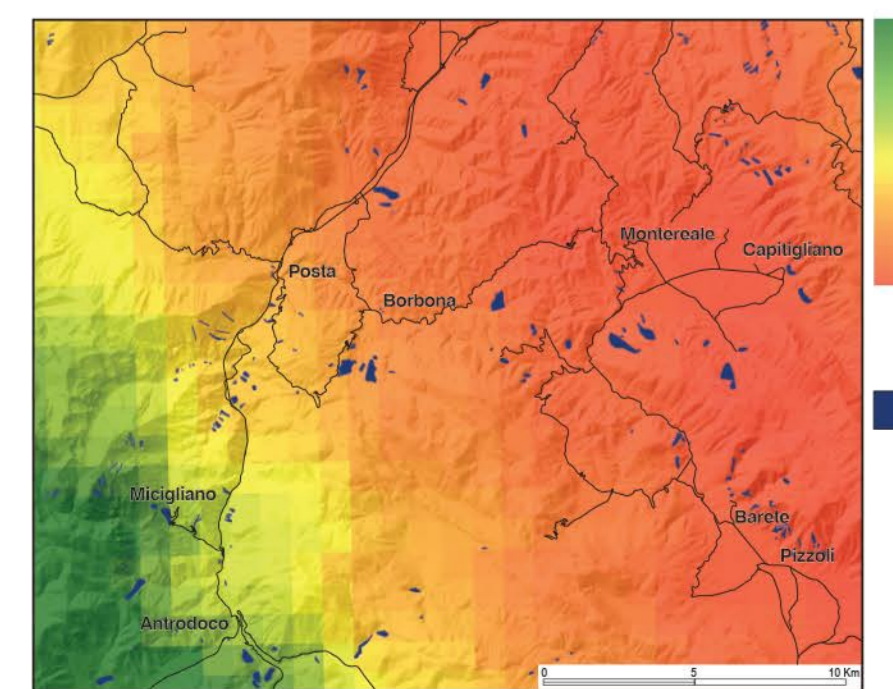 Montereale
Capitigliano
Posta
Borbona
Micigliano
Barete
Pizzoli
Antrodoco
0 5 10 Km